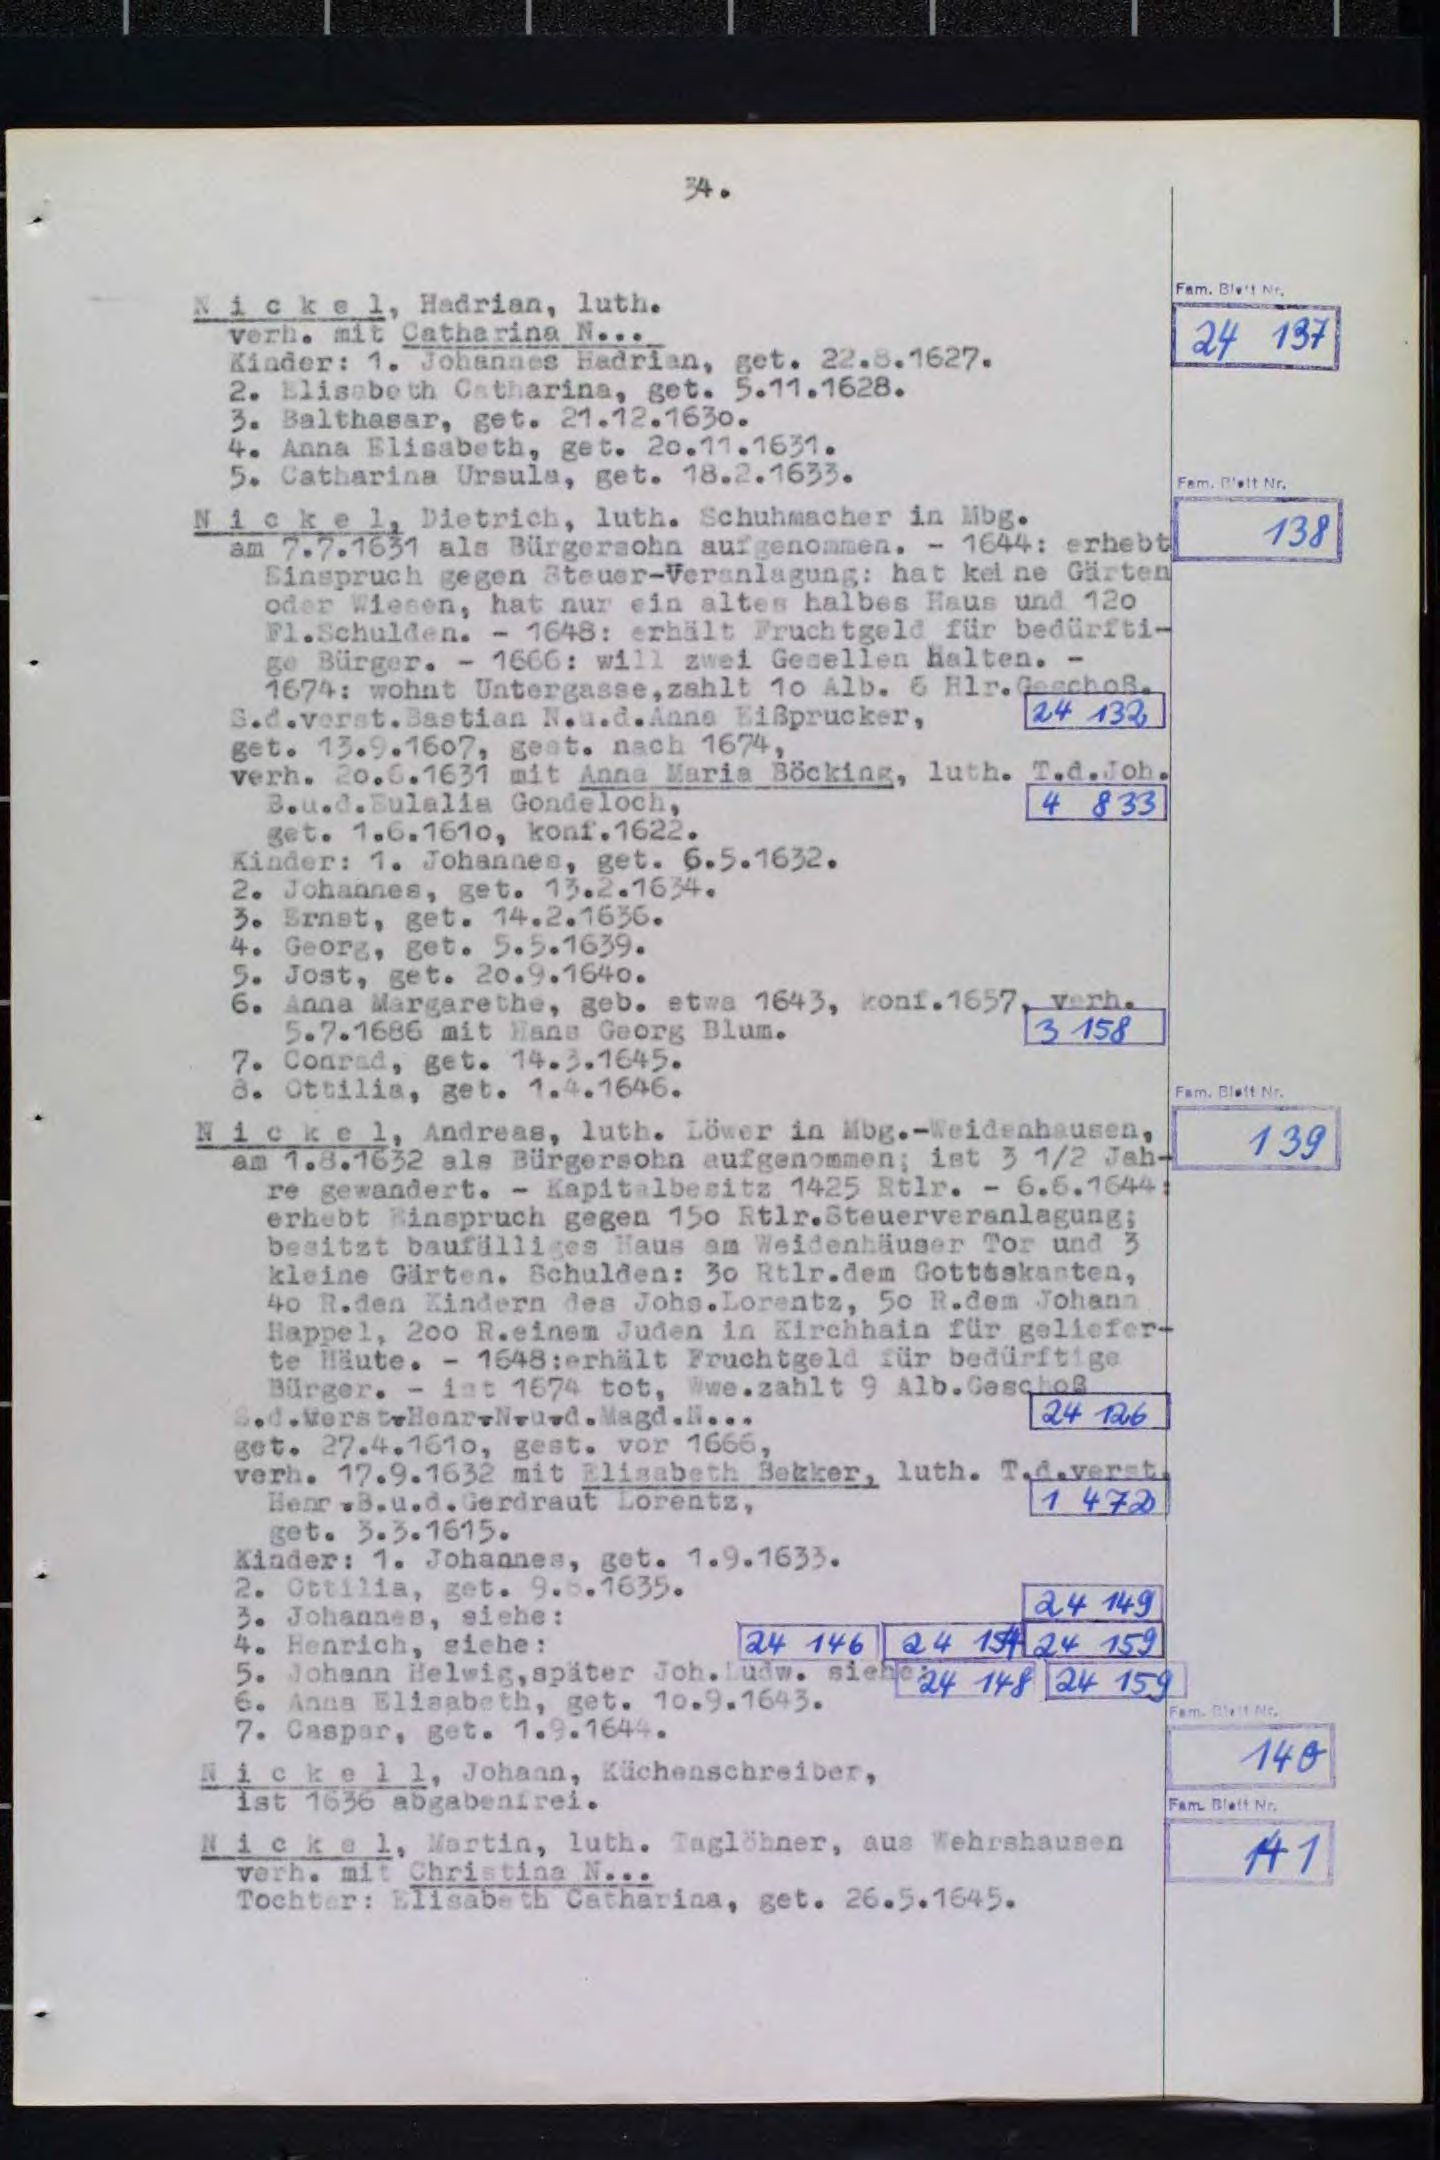 34.
Nickel, Hadrian, luth.
Fam. Blatt Nr.
24 137
verh. mit Catharina N...
Kinder: 1. Johannes Hadrian, get. 22.8.1627.
2. Elisabeth Catharina, get. 5.11.1628.
3. Balthasar, get. 21.12.1630.
4. Anna Elisabeth, get. 20.11.1631.
5. Catharina Ursula, get. 18.2.1633.
Fam. Blatt Nr.
138
Nickel, Dietrich, luth. Schuhmacher in Mbg.
am 7.7.1631 als Bürgersohn aufgenommen. - 1644: erhebt
Einspruch gegen Steuer-Veranlagung: hat keine Gärten
oder Wiesen, hat nur ein altes halbes Haus und 120
Fl.Schulden. - 1648: erhält Fruchtgeld für bedürfti-
ge Bürger. - 1666: will zwei Gesellen halten. -
1674: wohnt Untergasse,zahlt 10 Alb. 6 Hlr.Geschoß.
S.d.verst.Bastian N.u.d.Anna Eißprucker,
24 132
get. 13.9.1607, gest. nach 1674,
verh. 20.6.1631 mit Anna Maria Böcking, luth. T.d.Joh.
B.u.d.Eulalia Gondeloch,
4 833
get. 1.6.1610, konf.1622.
Kinder: 1. Johannes, get. 6.5.1632.
2. Johannes, get. 13.2.1634.
3. Ernst, get. 14.2.1636.
4. Georg, get. 5.5.1639.
5. Jost, get. 20.9.1640.
6. Anna Margarethe, geb. etwa 1643, konf.1657, verh.
5.7.1686 mit Hans Georg Blum.
3 158
7. Conrad, get. 14.3.1645.
8. Ottilia, get. 1.4.1646.
Fam. Blatt Nr.
139
Nickel, Andreas, luth. Löwer in Mbg.-Weidenhausen,
am 1.8.1632 als Bürgersohn aufgenommen; ist 3 1/2 Jah-
re gewandert. - Kapitalbesitz 1425 Rtlr. - 6.6.1644:
erhebt Einspruch gegen 150 Rtlr.Steuerveranlagung;
besitzt baufälliges Haus am Weidenhäuser Tor und 3
kleine Gärten. Schulden: 30 Rtlr.dem Gotteskasten,
40 R.den Kindern des Johs.Lorentz, 50 R.dem Johann
Happel, 200 R.einem Juden in Kirchhain für geliefer-
te Häute. - 1648:erhält Fruchtgeld für bedürftige
Bürger. - ist 1674 tot, Wwe.zahlt 9 Alb.Geschoß
S.d.verst.Henr.N.u.d.Magd.N...
24 126
get. 27.4.1610, gest. vor 1666,
verh. 17.9.1632 mit Elisabeth Bekker, luth. T.d.verst.
Henr.B.u.d.Gerdraut Lorentz,
1 472
get. 3.3.1615.
Kinder: 1. Johannes, get. 1.9.1633.
2. Ottilia, get. 9. .1635.
3. Johannes, siehe:
24 149
4. Henrich, siehe:
24 146 24 154 24 159
5. Johann Helwig,später Joh.Ludw. siehe:
24 148 24 159
6. Anna Elisabeth, get. 10.9.1643.
7. Caspar, get. 1.9.1644.
Fam. Blatt Nr.
140
Nickell, Johann, Küchenschreiber,
ist 1636 abgabenfrei.
Fam. Blatt Nr.
141
Nickel, Martin, luth. Taglöhner, aus Wehrshausen
verh. mit Christina N...
Tochter: Elisabeth Catharina, get. 26.5.1645.